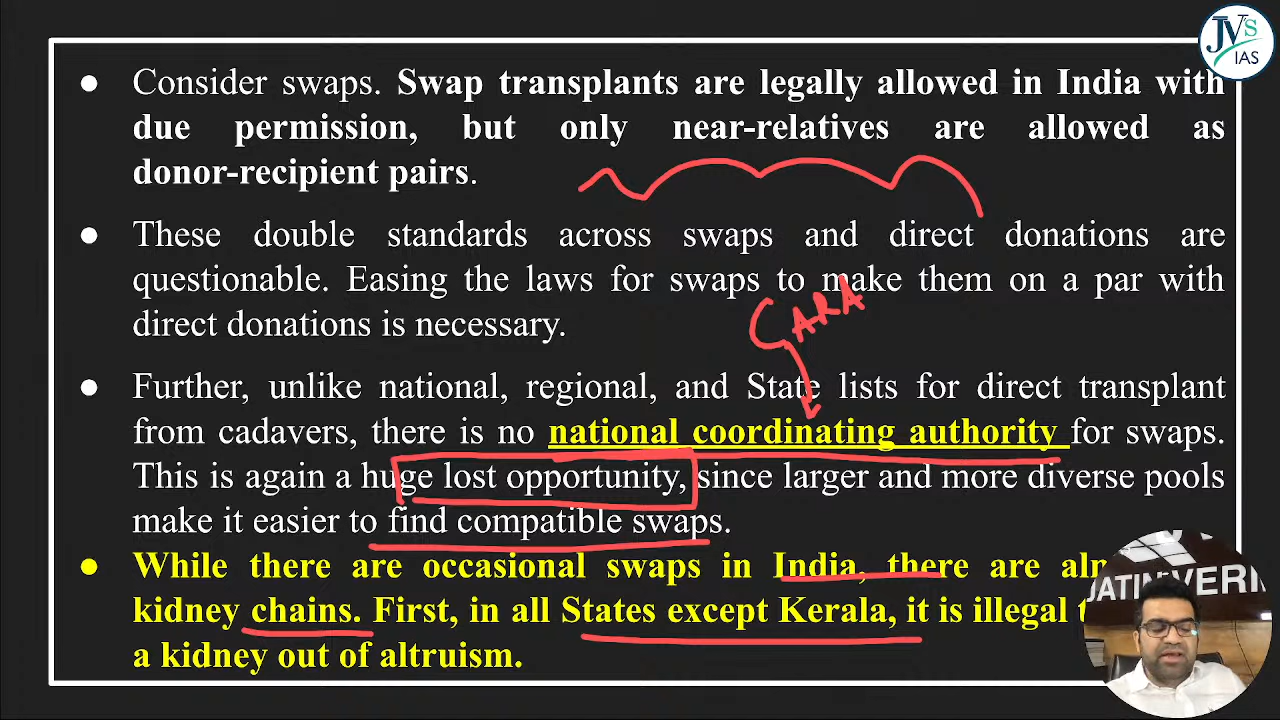 JVS
IAS
● Consider swaps. Swap transplants are legally allowed in India with
due permission, but only near-relatives are allowed as
donor-recipient pairs.
● These double standards across swaps and direct donations are
questionable. Easing the laws for swaps to make them on a par with
direct donations is necessary.
CARA
● Further, unlike national, regional, and State lists for direct transplant
from cadavers, there is no national coordinating authority for swaps.
This is again a huge lost opportunity, since larger and more diverse pools
make it easier to find compatible swaps.
● While there are occasional swaps in India, there are
kidney chains. First, in all States except Kerala, it is illegal
a kidney out of altruism.
JATIN VER